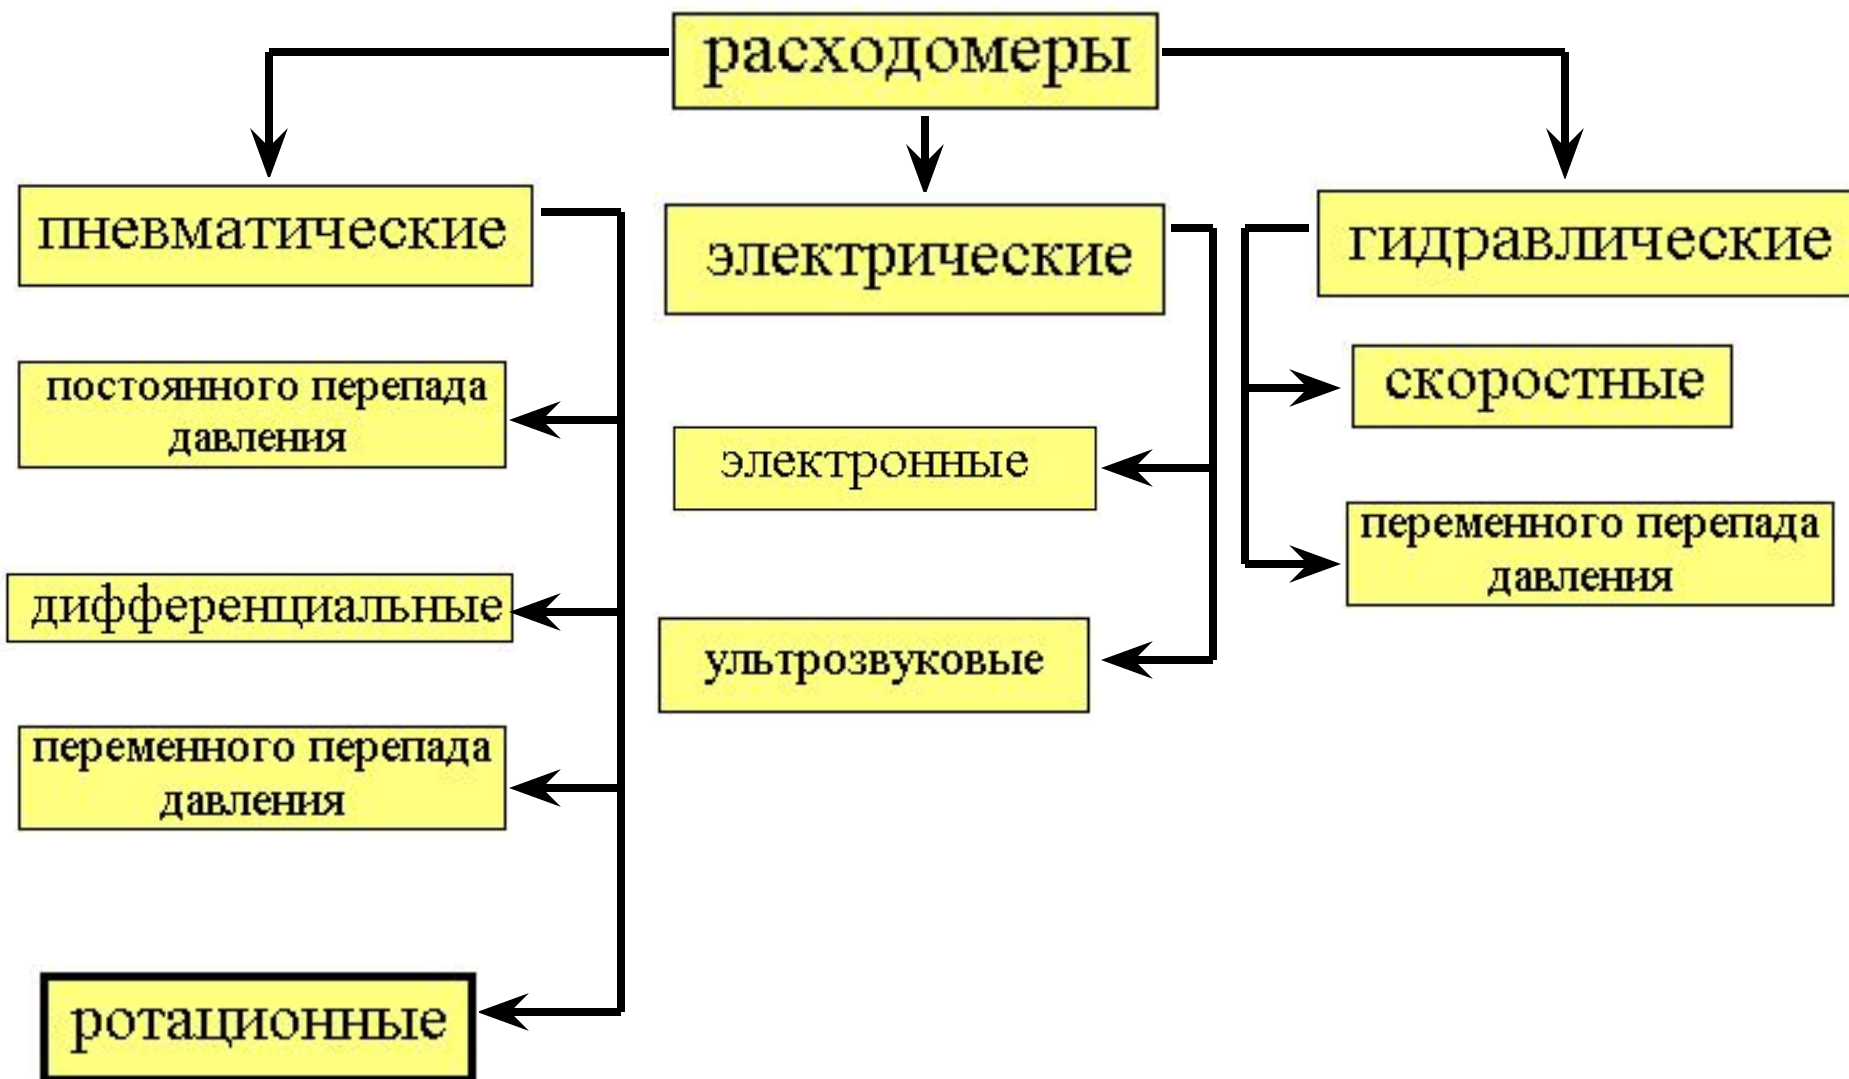 расходомеры
пневматические
электрические
гидравлические
постоянного перепада
давления
скоростные
электронные
переменного перепада
давления
дифференциальные
ультрозвуковые
переменного перепада
давления
ротационные